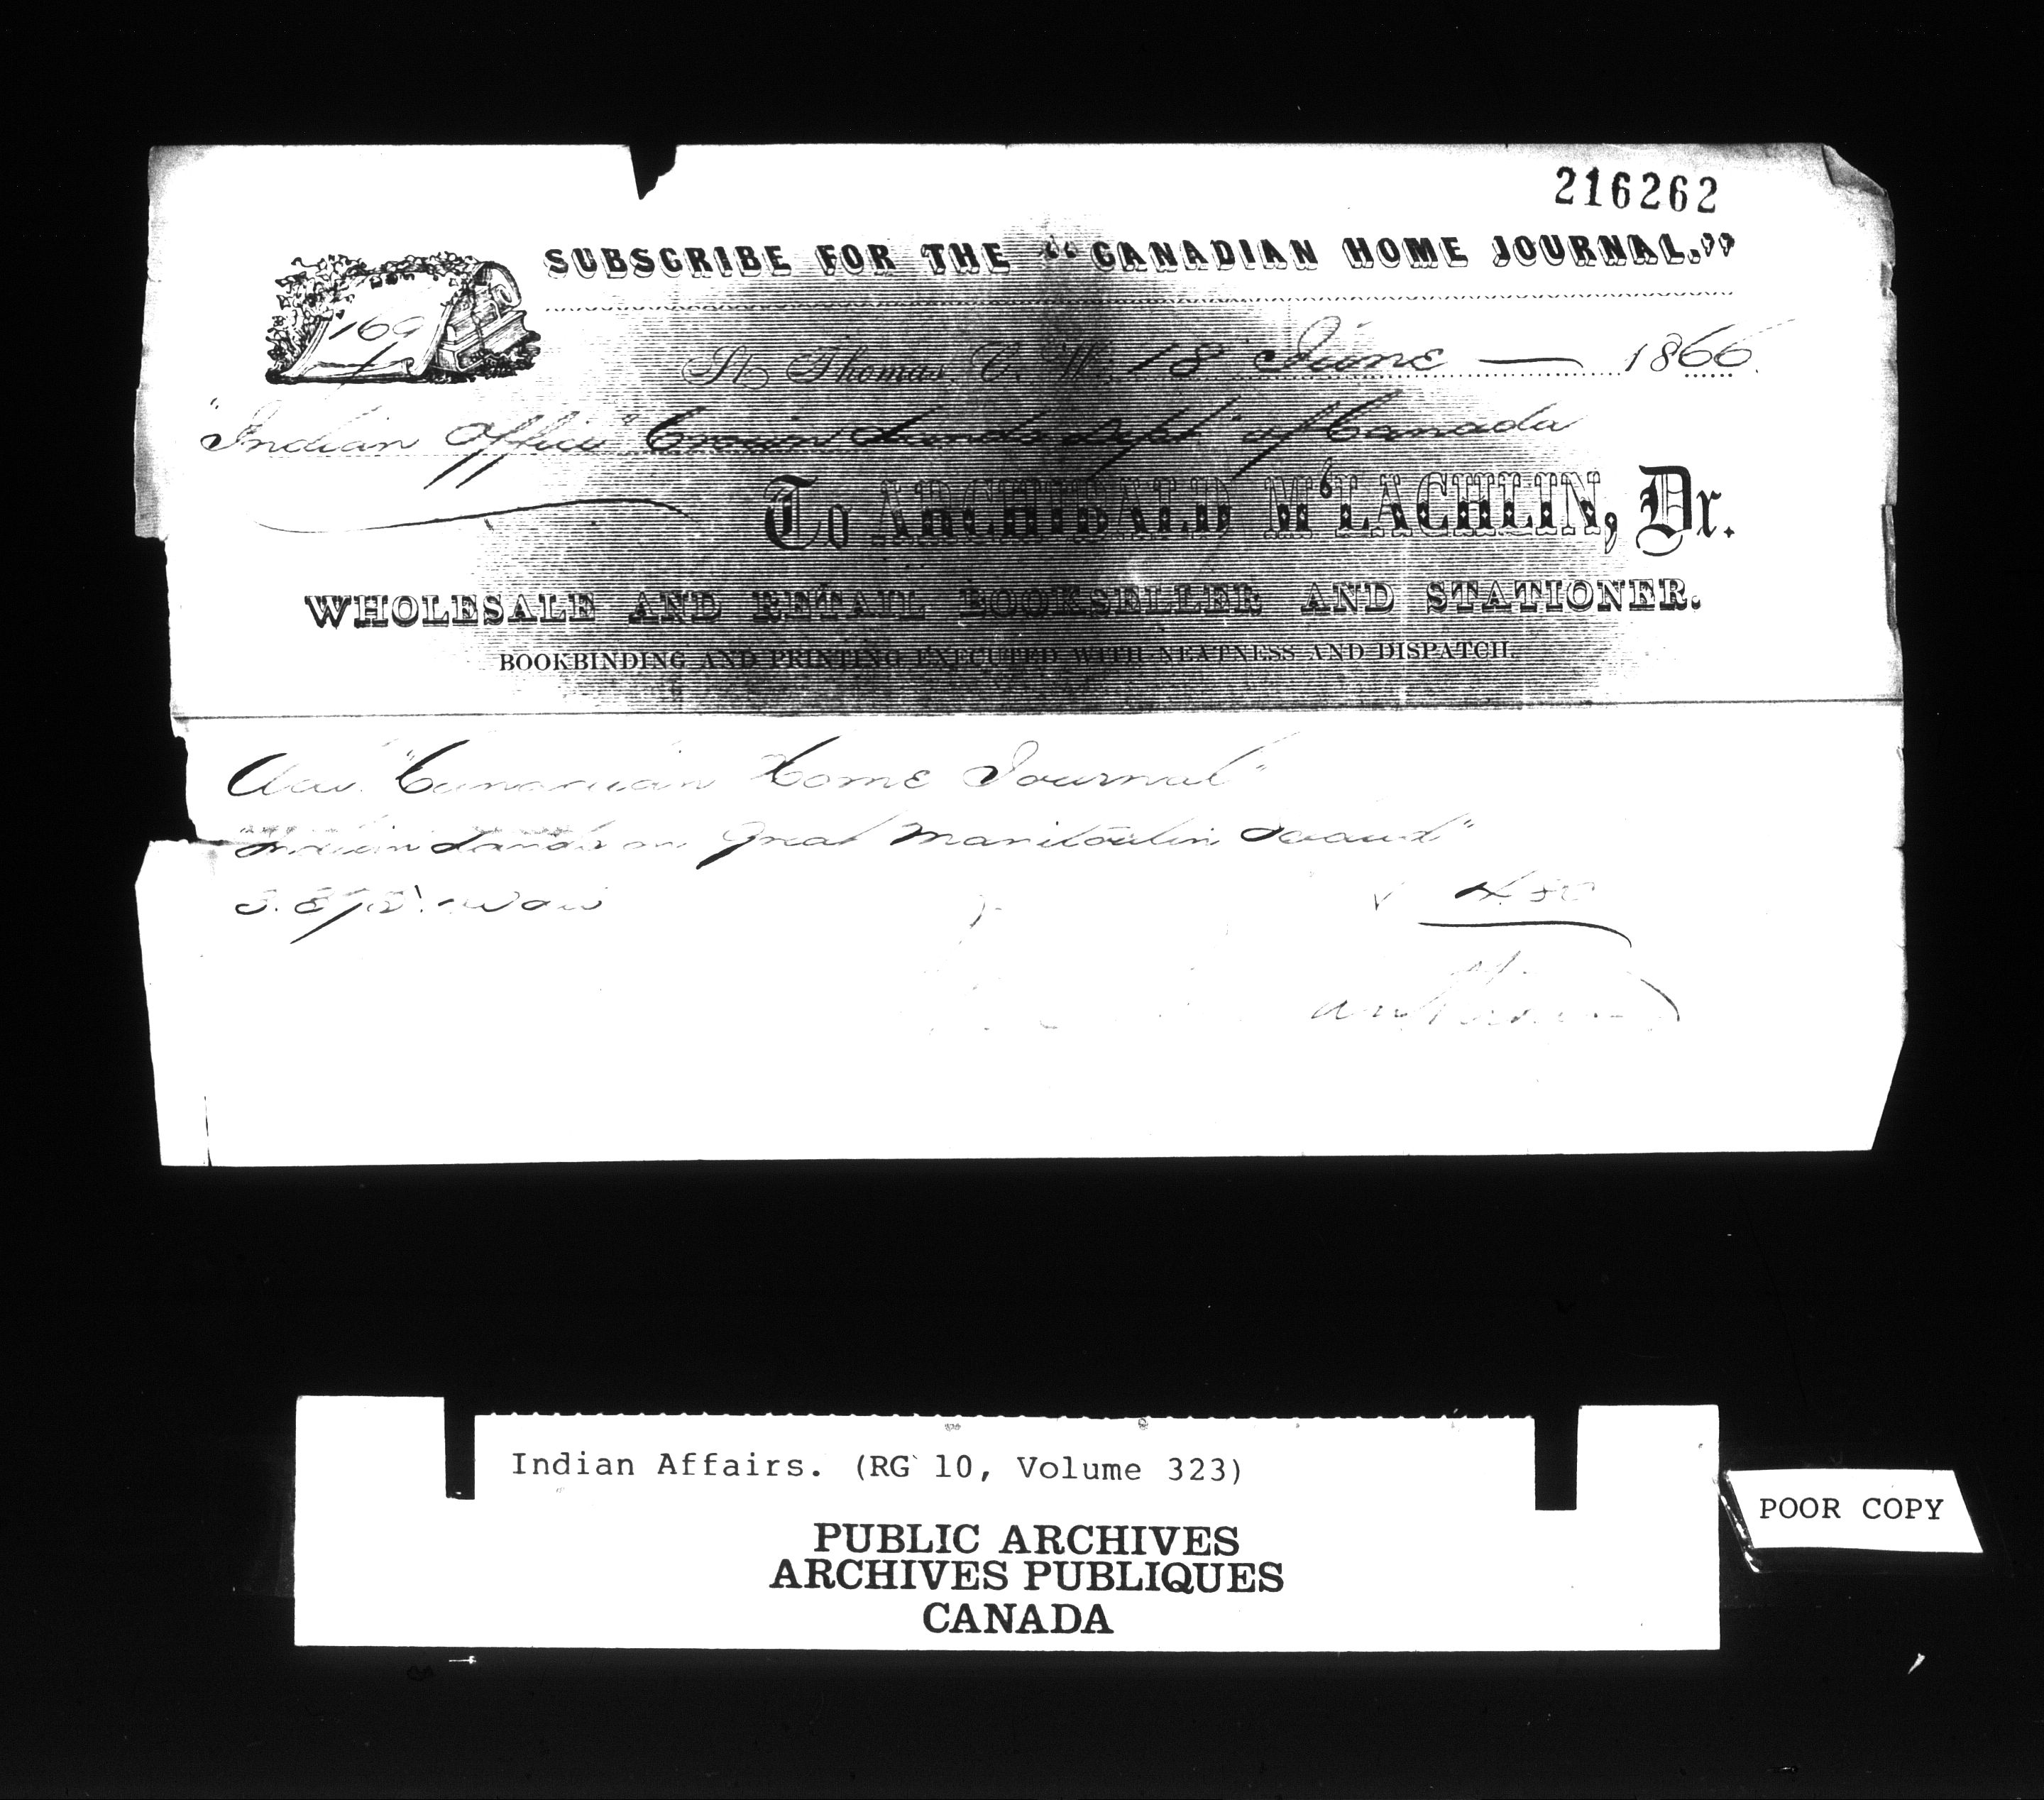 216262
SUBSCRIBE FOR THE "CANADIAN HOME JOURNAL."
169
St. Thomas, C. W. 18 June 1866.
"Indian Office" Crown Lands Dept" of Canada
To ARCHIBALD M'LACHLIN, Dr.
WHOLESALE AND RETAIL BOOKSELLER AND STATIONER.
BOOKBINDING AND PRINTING EXECUTED WITH NEATNESS AND DISPATCH.
"Canadian Home Journal"
"Indian Lands on Great Manitoulin Island"
4.50
Indian Affairs. (RG 10, Volume 323)
PUBLIC ARCHIVES
ARCHIVES PUBLIQUES
CANADA
POOR COPY